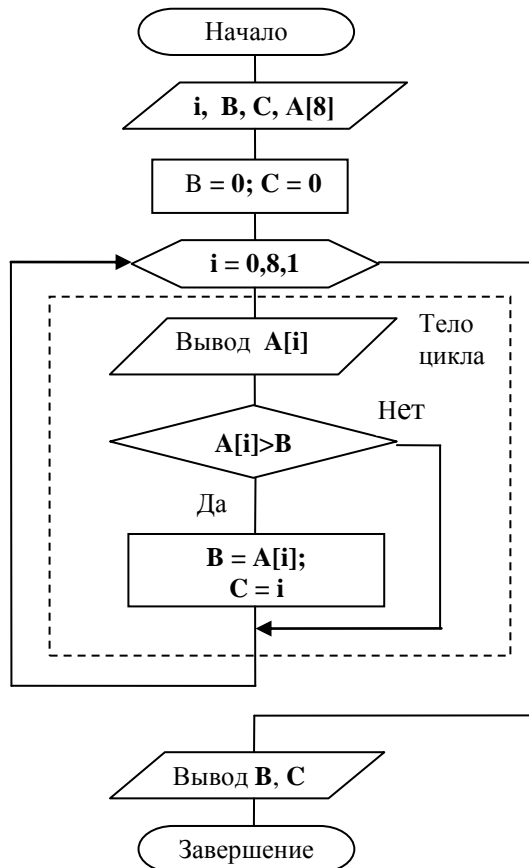 Начало
i, B, C, A[8]
B = 0; C = 0
i = 0,8,1
Тело
цикла
Вывод A[i]
Нет
A[i]>B
Да
B = A[i];
C = i
Вывод B, C
Завершение